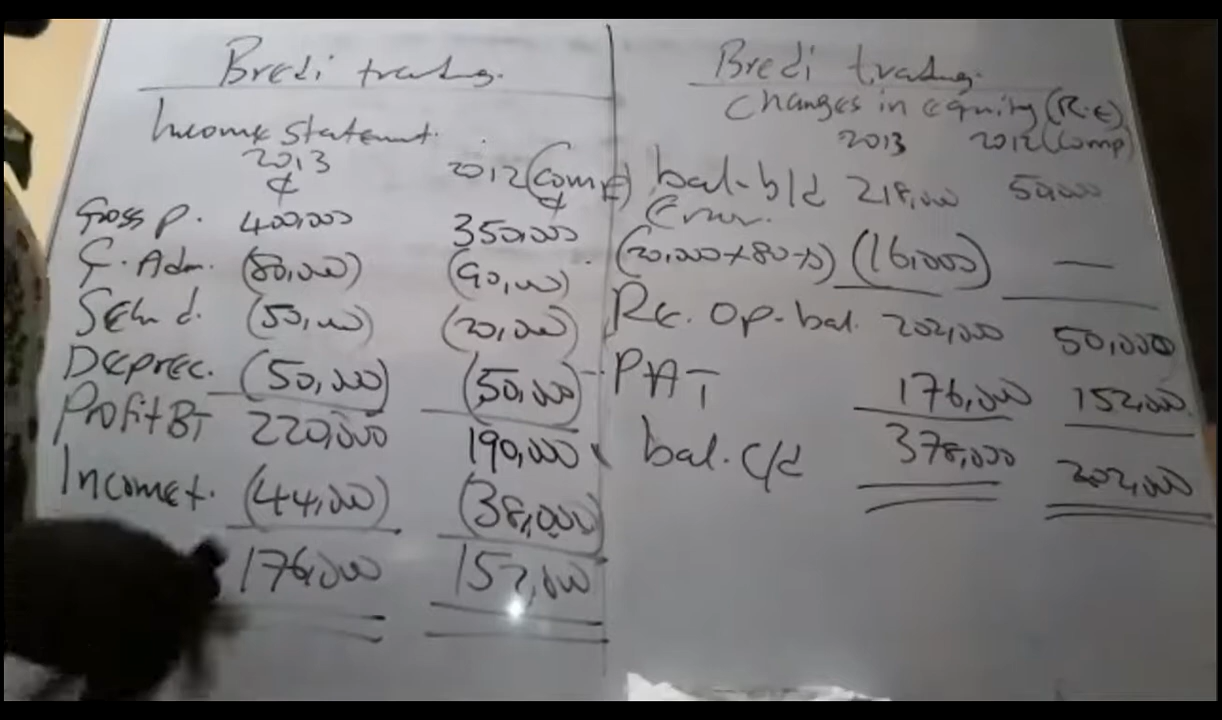 Bredi trading.
Income statement.
2013 2012 (Comp)
¢ ¢
Gross p. 400,000 350,000
G. Adm. (80,000) (90,000)
Sell n d. (50,000) (20,000)
Deprec. (50,000) (50,000)
Profit BT 220,000 190,000
Income t. (44,000) (38,000)
176,000 152,000
Bredi trading.
Changes in equity (R.E)
2013 2012 (Comp)
bal. b/d 218,000 50,000
Error.
(20,000 x 80%) (16,000) —
Re. Op. bal. 202,000 50,000
PAT 176,000 152,000
bal. c/d 378,000 202,000